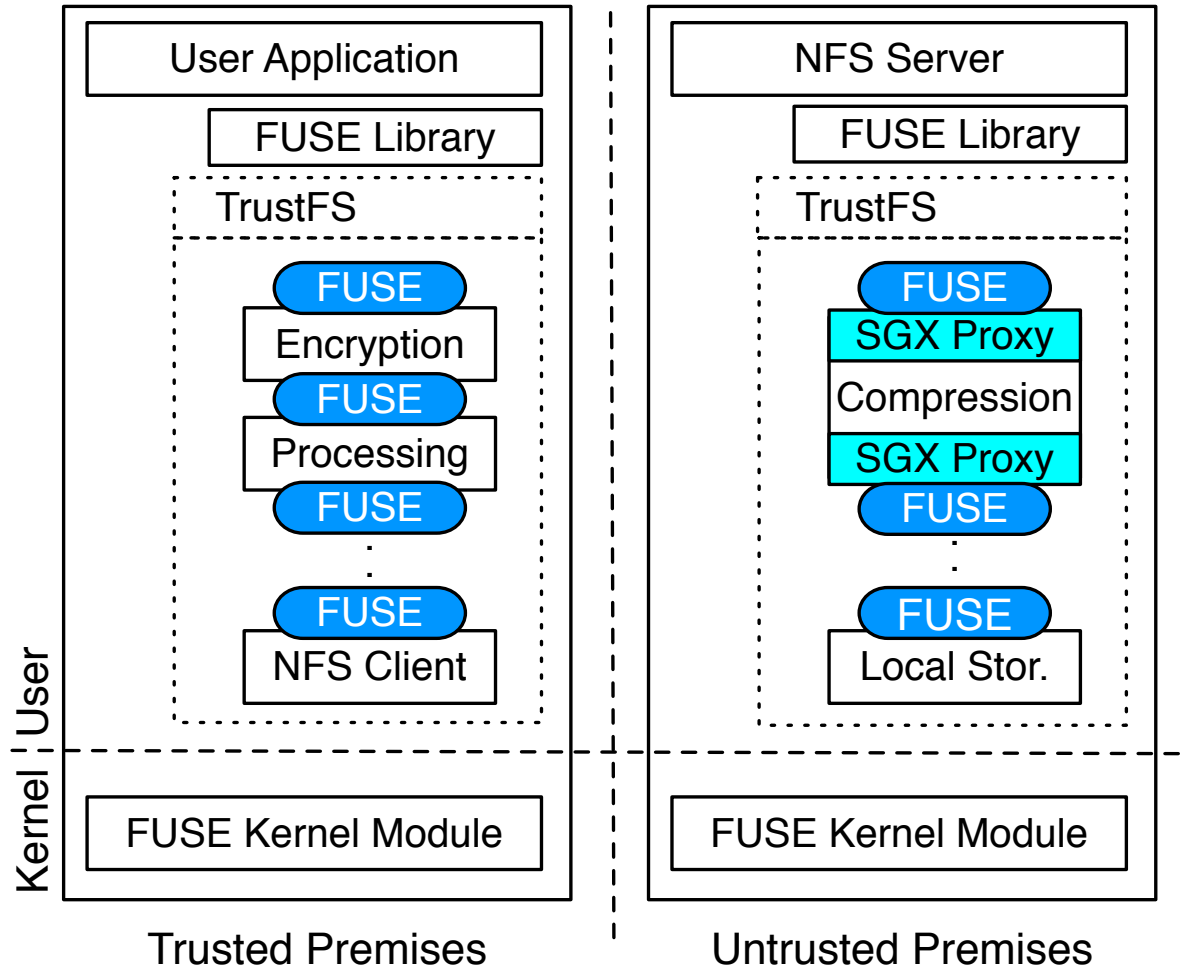 User Application
FUSE Library
TrustFS
FUSE
Encryption
FUSE
Processing
FUSE
.
.
FUSE
NFS Client
FUSE Kernel Module
Trusted Premises
NFS Server
FUSE Library
TrustFS
FUSE
SGX Proxy
Compression
SGX Proxy
FUSE
.
.
FUSE
Local Stor.
FUSE Kernel Module
Untrusted Premises
User
Kernel